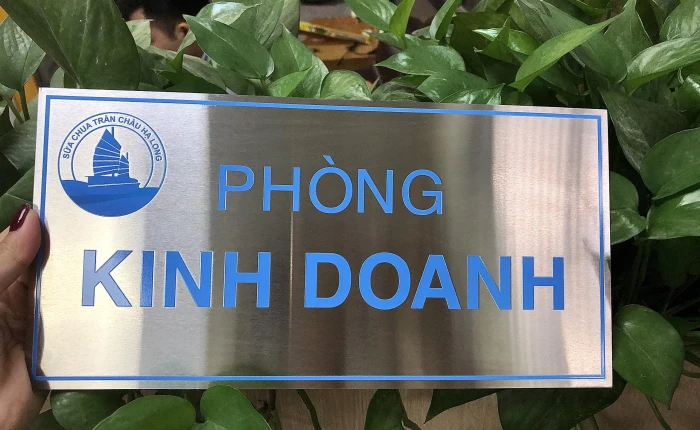 SỮA CHUA TRÂN CHÂU HẠ LONG
PHÒNG
KINH DOANH